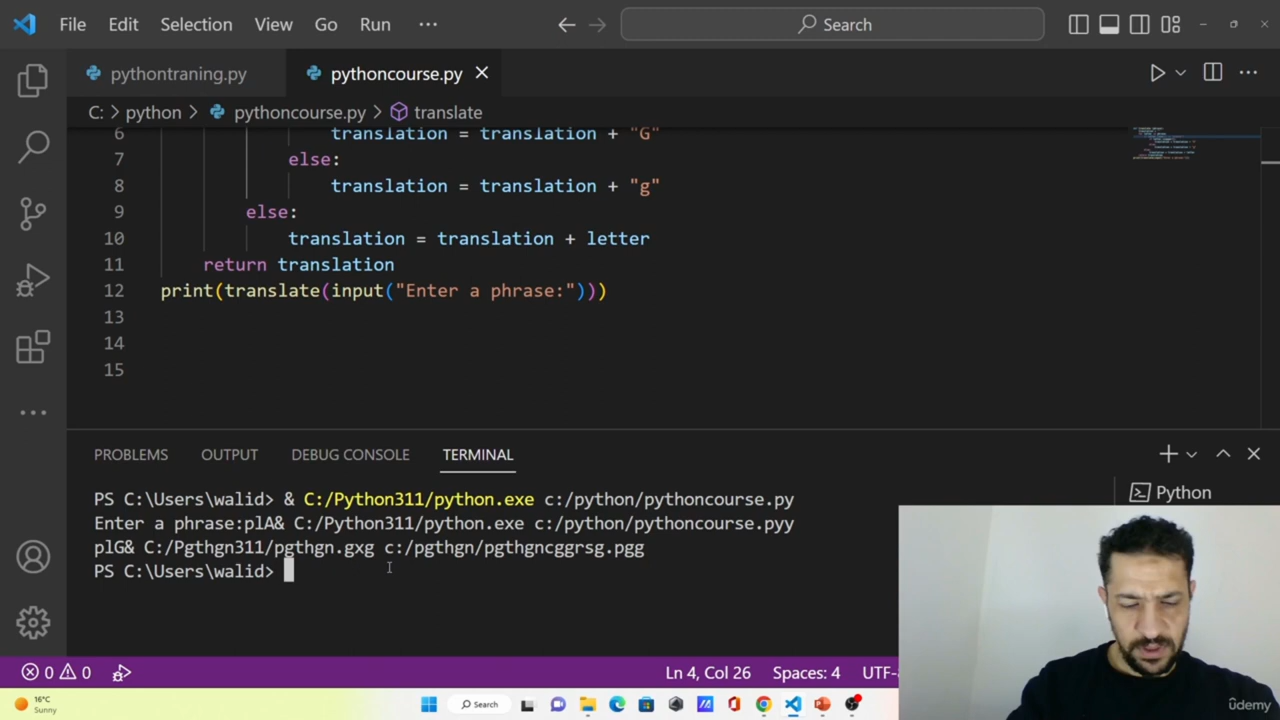 File Edit Selection View Go Run ··· Search
pythontraning.py pythoncourse.py
C: > python > pythoncourse.py > translate
6 translation = translation + "G"
7 else:
8 translation = translation + "g"
9 else:
10 translation = translation + letter
11 return translation
12 print(translate(input("Enter a phrase:")))
13
14
15
PROBLEMS OUTPUT DEBUG CONSOLE TERMINAL
PS C:\Users\walid> & C:/Python311/python.exe c:/python/pythoncourse.py
Python
Enter a phrase:plA& C:/Python311/python.exe c:/python/pythoncourse.pyy
plG& C:/Pgthgn311/pgthgn.gxg c:/pgthgn/pgthgncggrsg.pgg
PS C:\Users\walid>
0 0 Ln 4, Col 26 Spaces: 4 UTF-
16°C
Sunny
Search
udemy